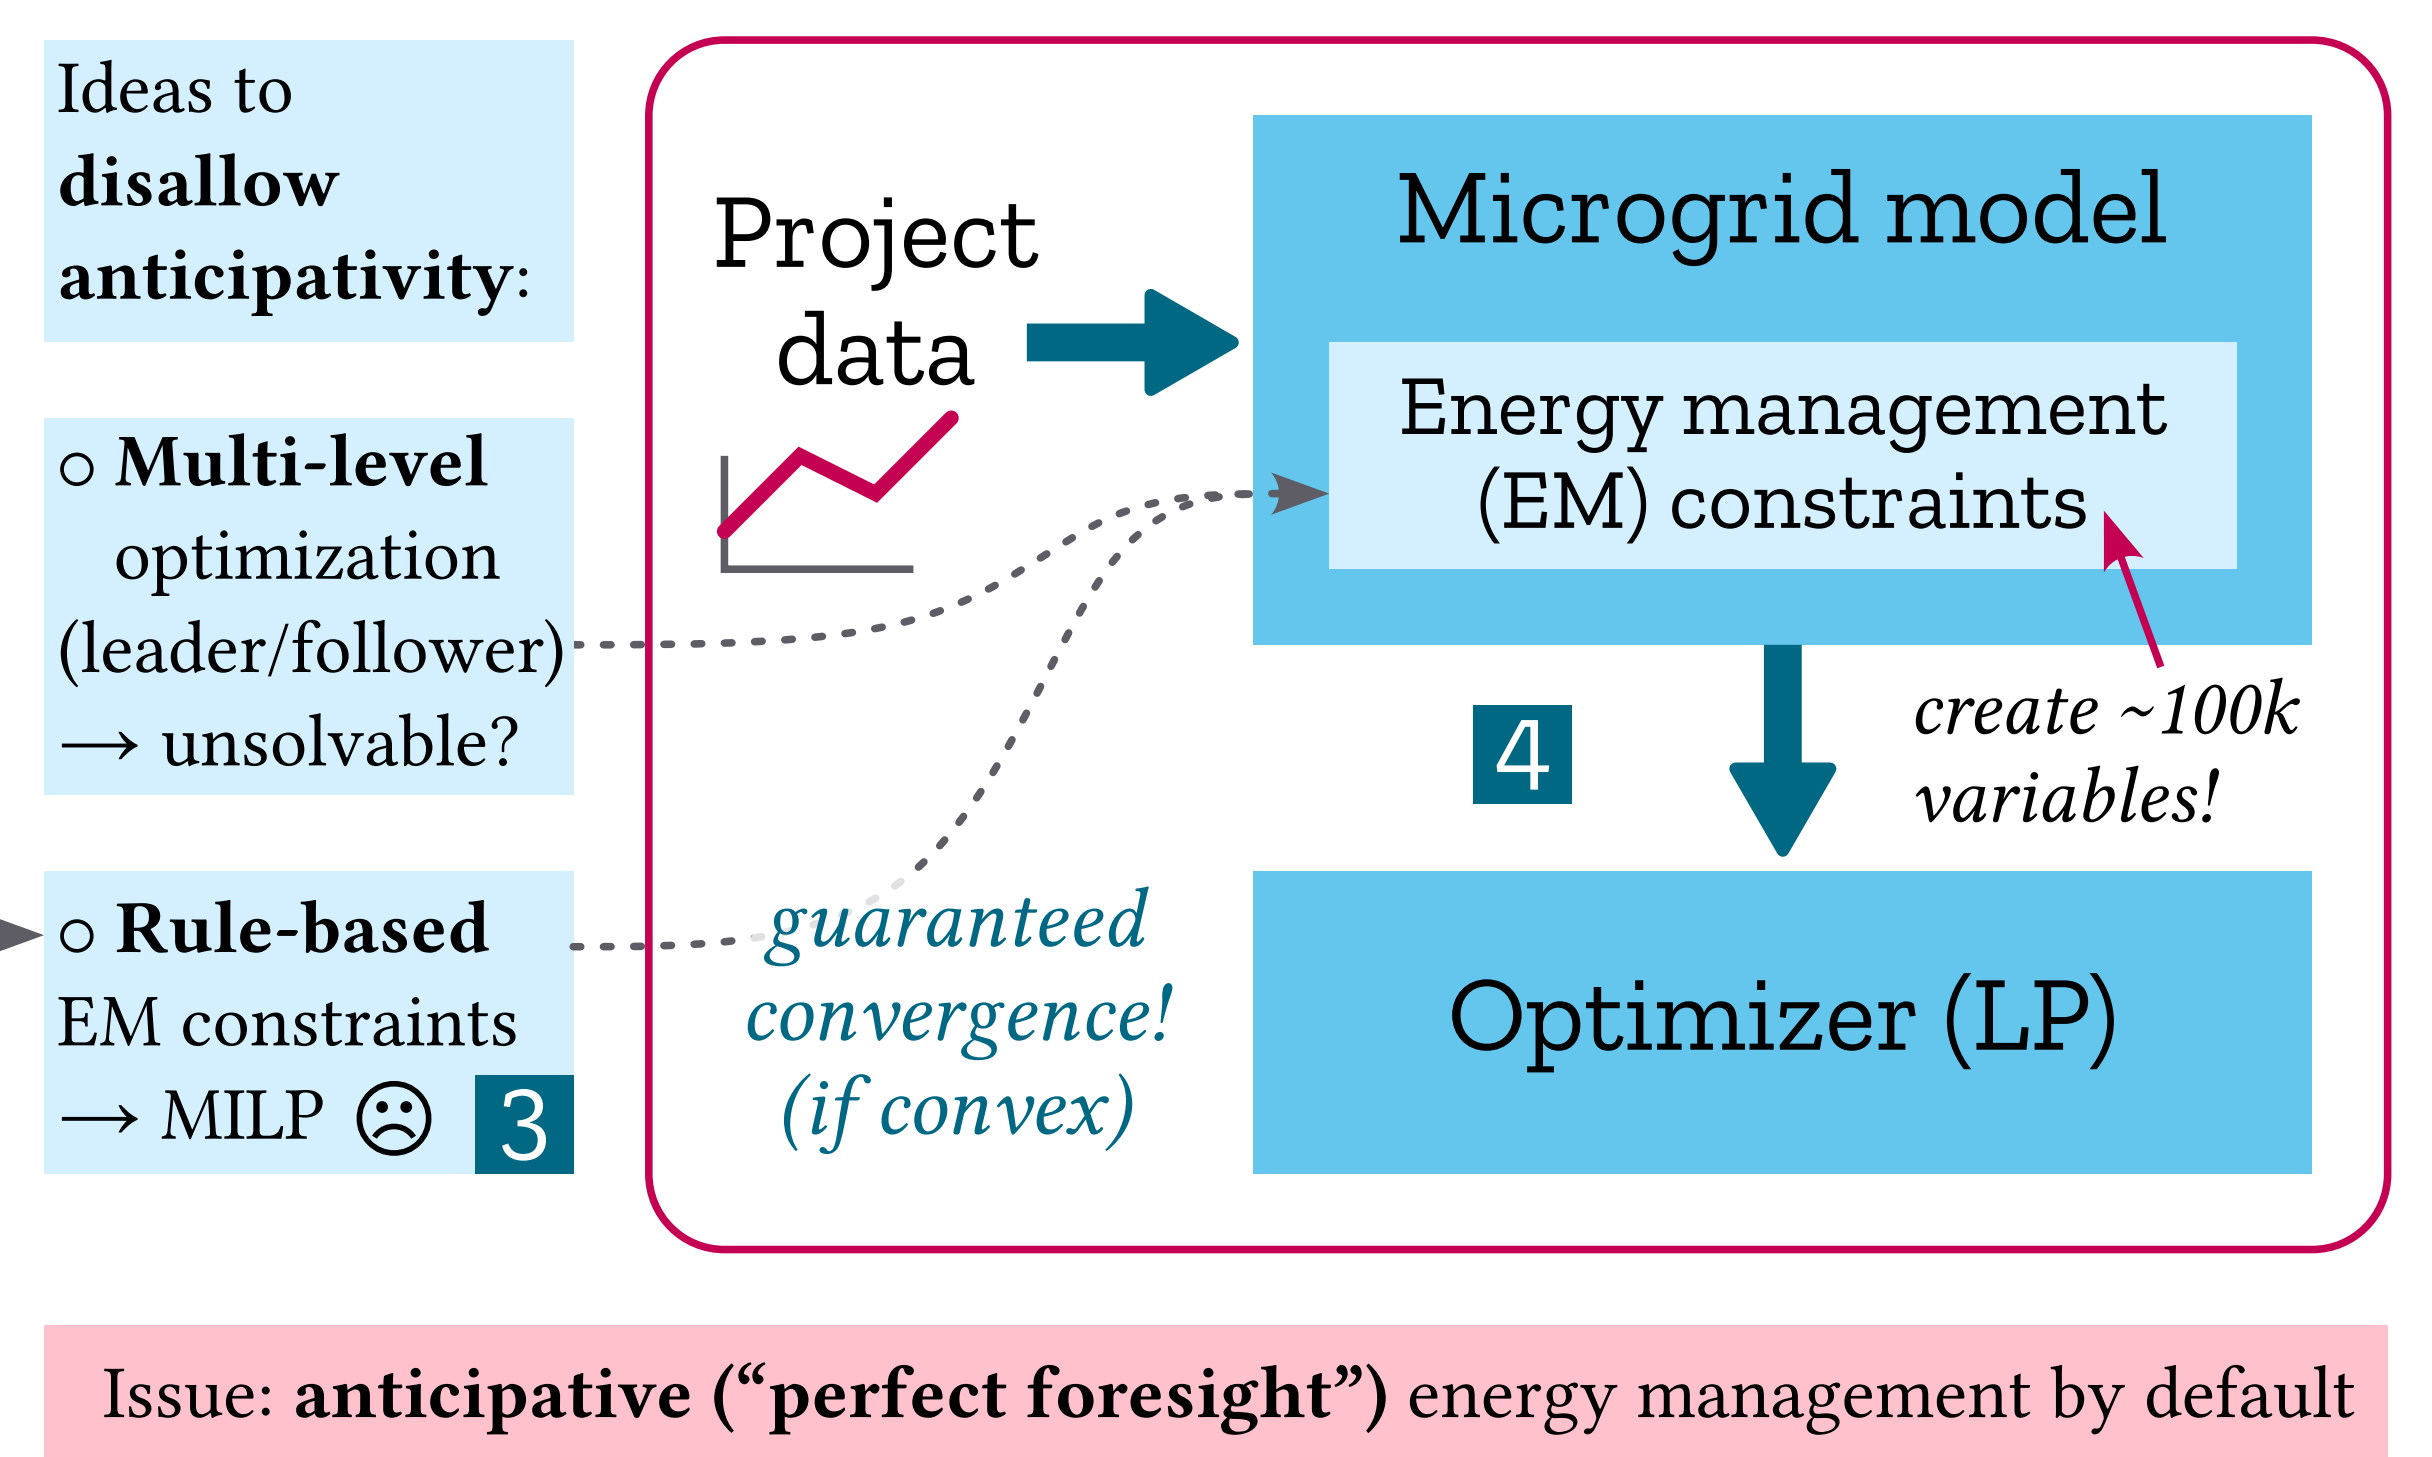 Ideas to
disallow
anticipativity:
○ Multi-level
optimization
(leader/follower)
→ unsolvable?
○ Rule-based
EM constraints
→ MILP ☹
3
Project
data
Microgrid model
Energy management
(EM) constraints
4
create ~100k
variables!
guaranteed
convergence!
(if convex)
Optimizer (LP)
Issue: anticipative (“perfect foresight”) energy management by default